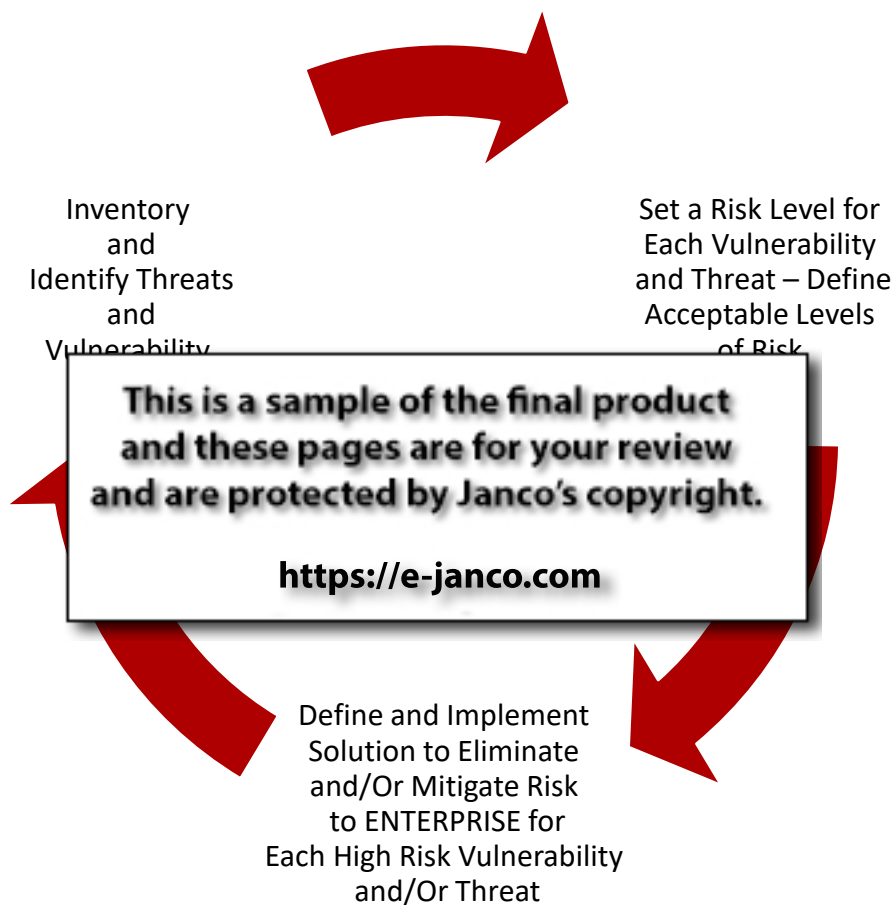 Inventory
and
Identify Threats
and
Vulnerability
Set a Risk Level for
Each Vulnerability
and Threat – Define
Acceptable Levels
of Risk
This is a sample of the final product
and these pages are for your review
and are protected by Janco's copyright.
https://e-janco.com
Define and Implement
Solution to Eliminate
and/Or Mitigate Risk
to ENTERPRISE for
Each High Risk Vulnerability
and/Or Threat